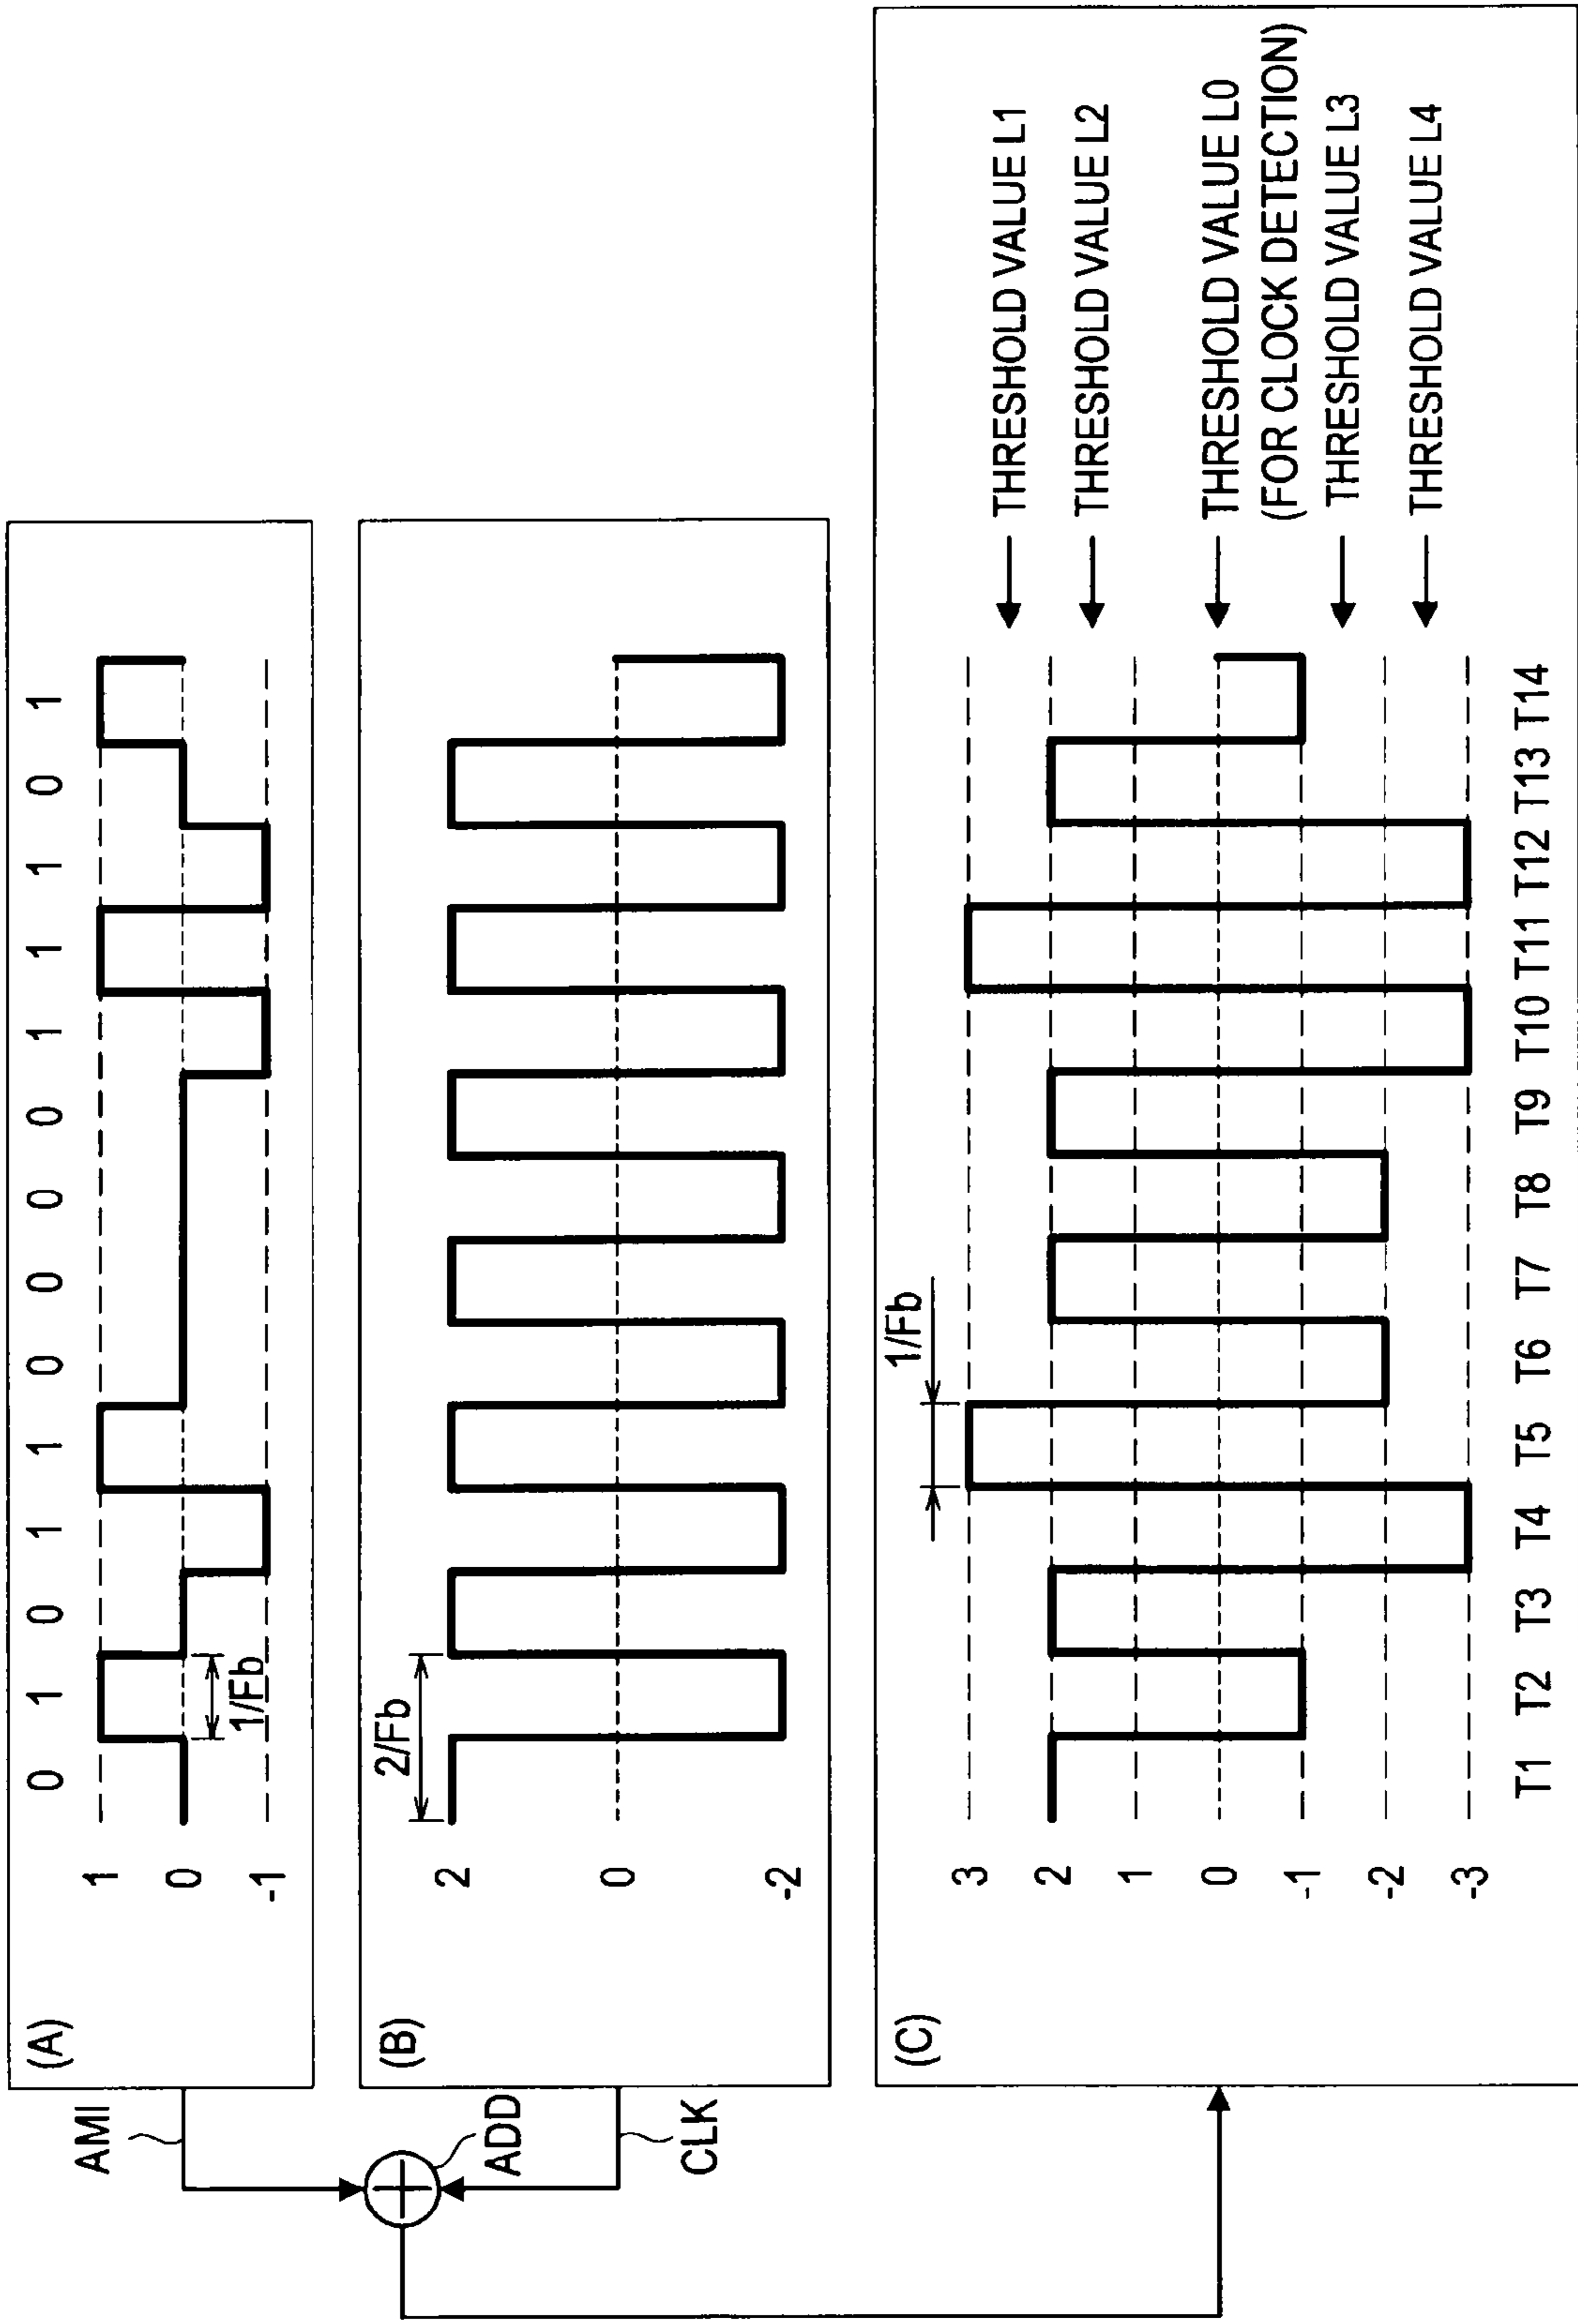 (A)
0 1 0 1 1 0 0 0 0 1 1 1 0 1
1
0
-1
1/Fb
AMI
ADD
CLK
(B)
2/Fb
2
0
-2
(C)
1/Fb
3
2
1
0
-1
-2
-3
T1 T2 T3 T4 T5 T6 T7 T8 T9 T10 T11 T12 T13 T14
THRESHOLD VALUE L1
THRESHOLD VALUE L2
THRESHOLD VALUE L0
(FOR CLOCK DETECTION)
THRESHOLD VALUE L3
THRESHOLD VALUE L4